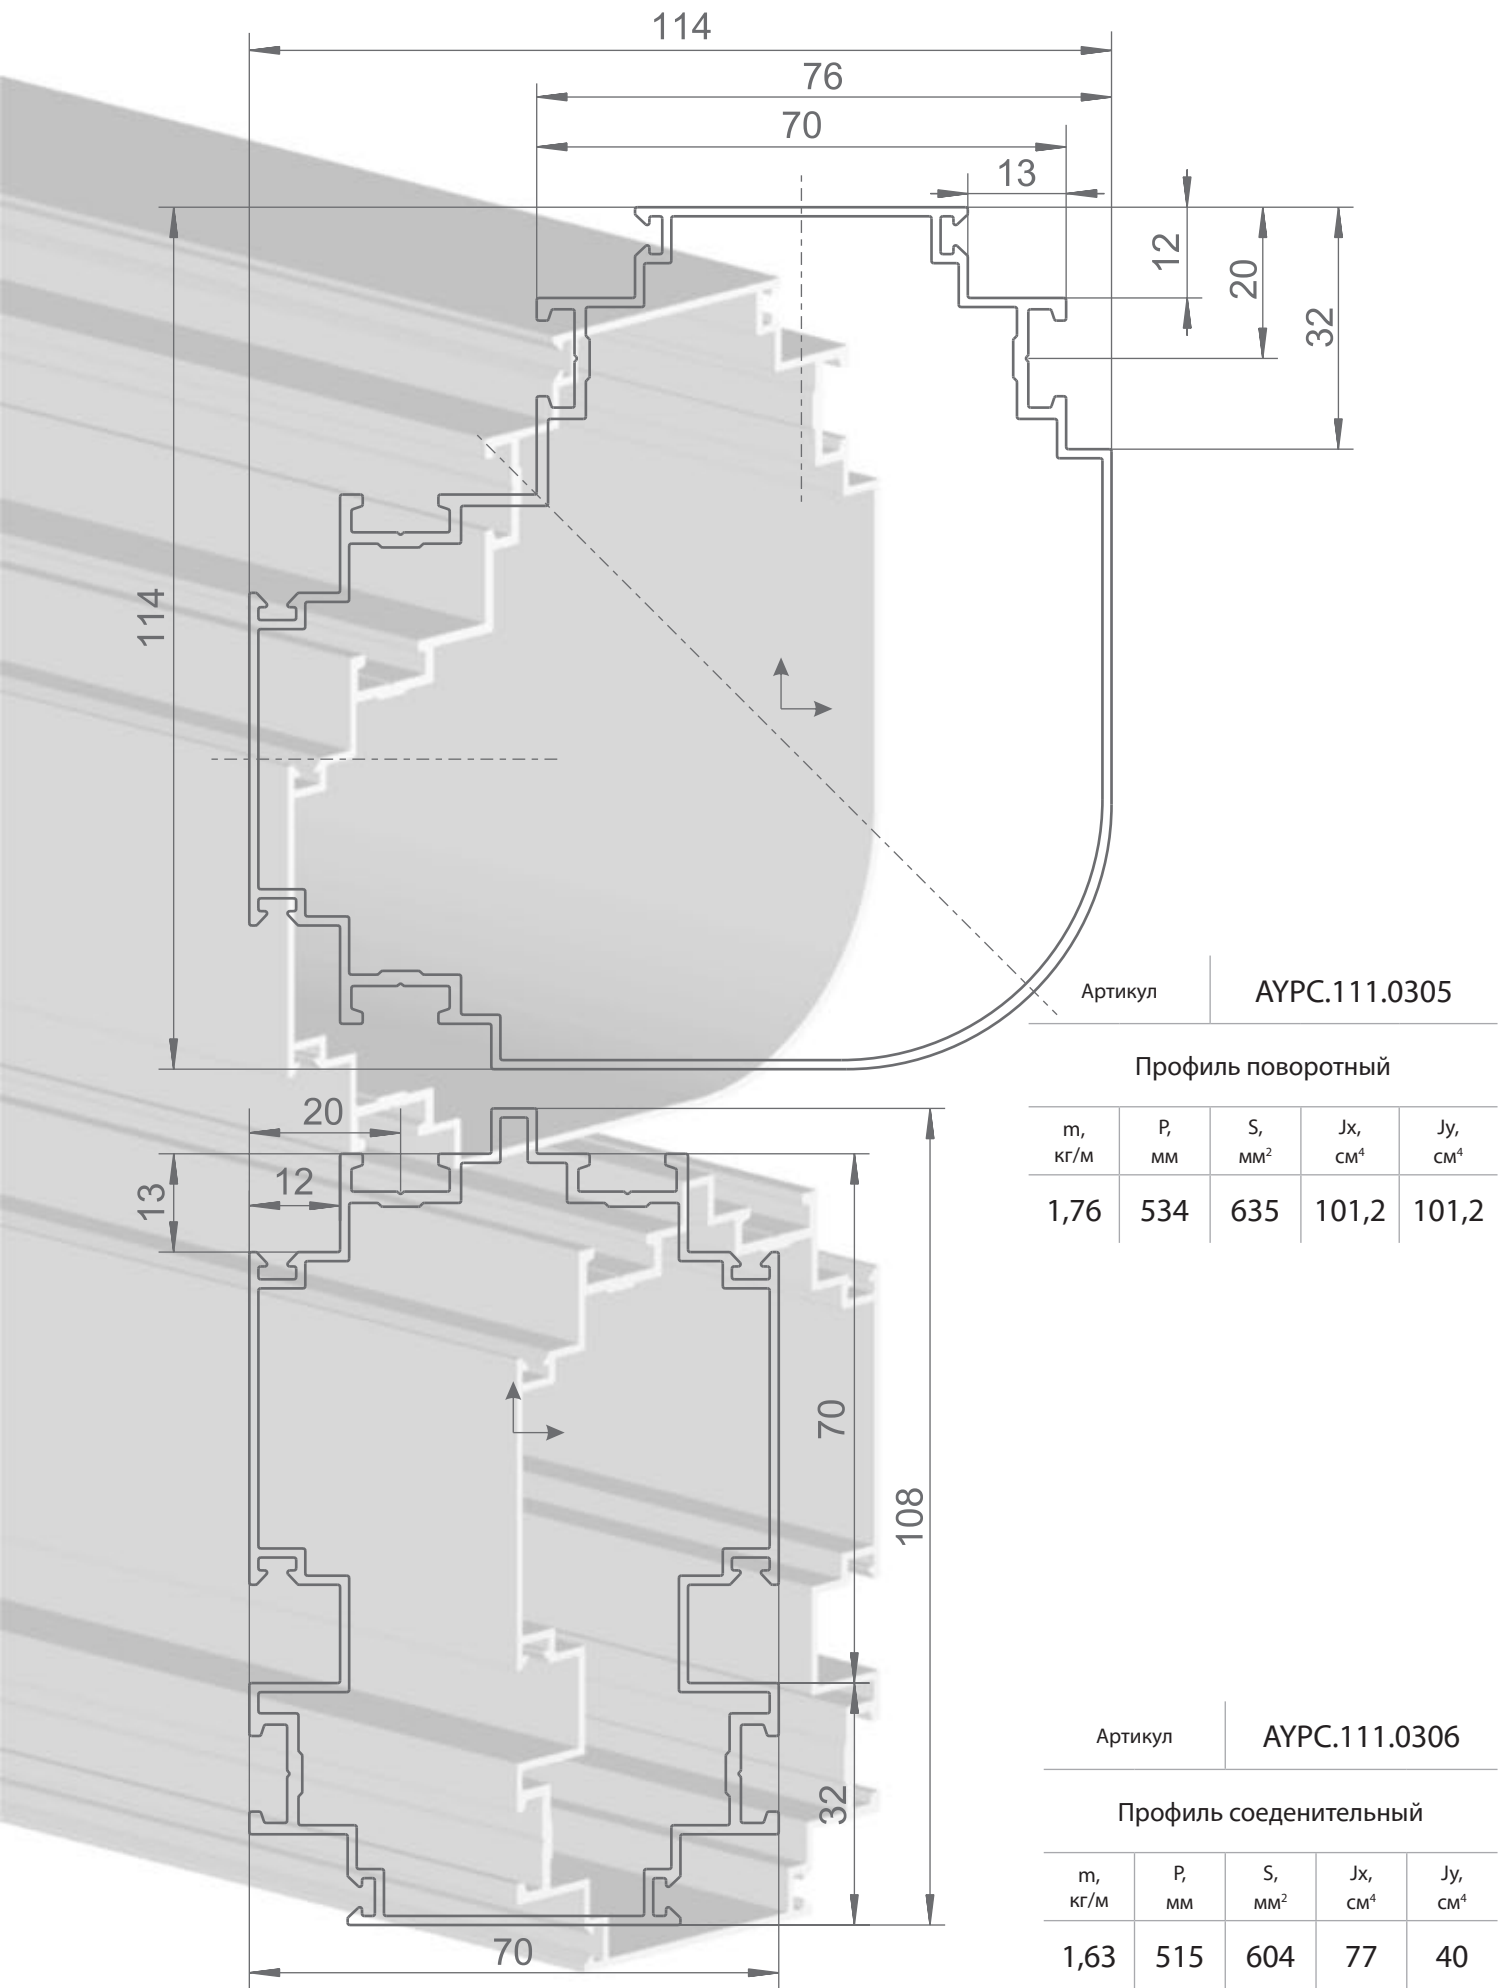 114
76
70
13
12
20
32
114
Артикул AYPC.111.0305
Профиль поворотный
m, P, S, Jx, Jy,
кг/м мм мм² см⁴ см⁴
1,76 534 635 101,2 101,2
20
12
13
70
108
32
70
Артикул AYPC.111.0306
Профиль соеденительный
m, P, S, Jx, Jy,
кг/м мм мм² см⁴ см⁴
1,63 515 604 77 40